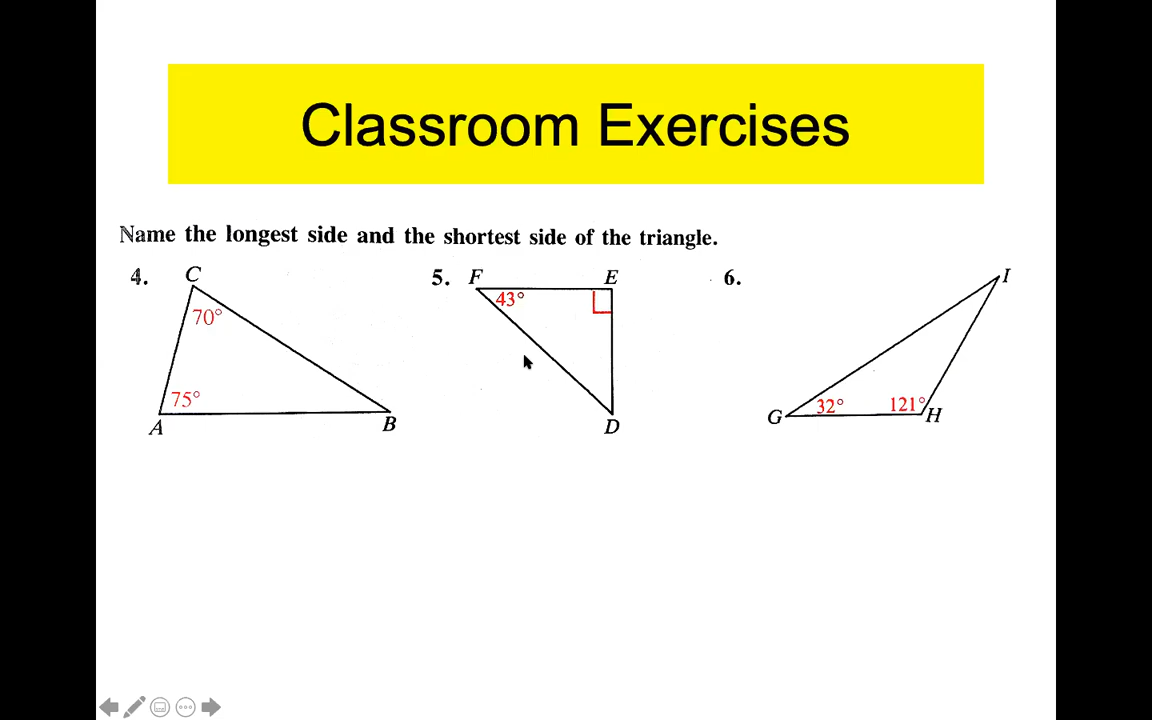 Classroom Exercises
Name the longest side and the shortest side of the triangle.
4. C 5. F E 6. I
70° 43°
75° 32° 121°
A B D G H